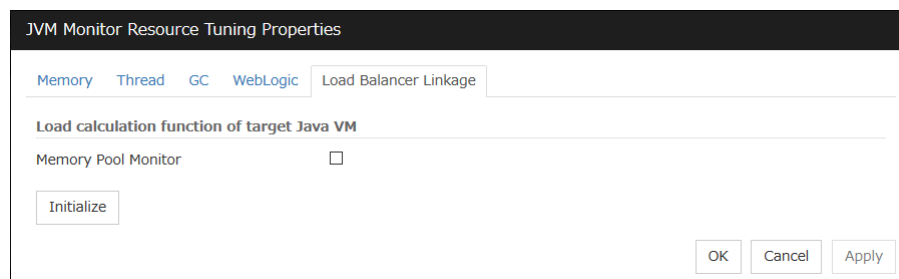 JVM Monitor Resource Tuning Properties
Memory Thread GC WebLogic Load Balancer Linkage
Load calculation function of target Java VM
Memory Pool Monitor
Initialize
OK Cancel Apply